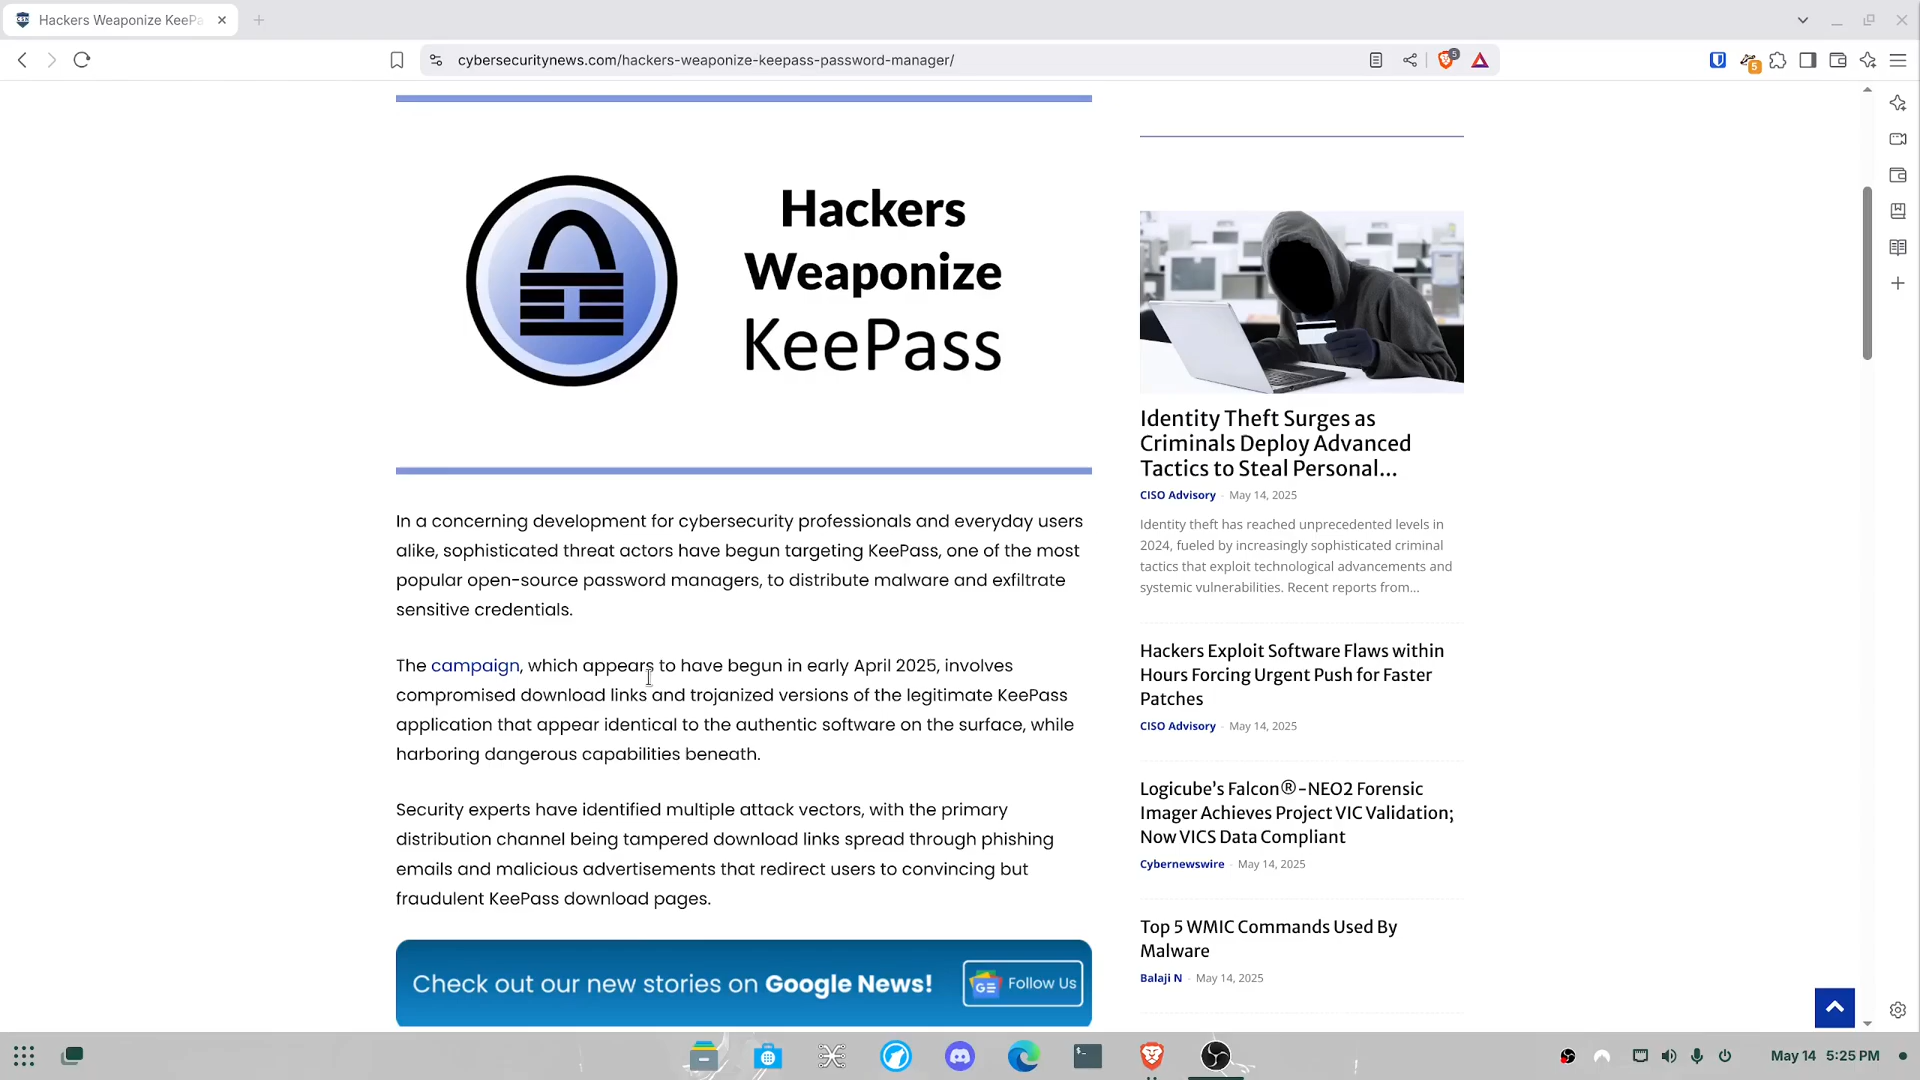 Hackers Weaponize KeePa
cybersecuritynews.com/hackers-weaponize-keepass-password-manager/
5
5
Hackers
Weaponize
KeePass
In a concerning development for cybersecurity professionals and everyday users
alike, sophisticated threat actors have begun targeting KeePass, one of the most
popular open-source password managers, to distribute malware and exfiltrate
sensitive credentials.
The campaign, which appears to have begun in early April 2025, involves
compromised download links and trojanized versions of the legitimate KeePass
application that appear identical to the authentic software on the surface, while
harboring dangerous capabilities beneath.
Security experts have identified multiple attack vectors, with the primary
distribution channel being tampered download links spread through phishing
emails and malicious advertisements that redirect users to convincing but
fraudulent KeePass download pages.
Check out our new stories on Google News!
GE Follow Us
Identity Theft Surges as
Criminals Deploy Advanced
Tactics to Steal Personal...
CISO Advisory - May 14, 2025
Identity theft has reached unprecedented levels in
2024, fueled by increasingly sophisticated criminal
tactics that exploit technological advancements and
systemic vulnerabilities. Recent reports from...
Hackers Exploit Software Flaws within
Hours Forcing Urgent Push for Faster
Patches
CISO Advisory - May 14, 2025
Logicube's Falcon®-NEO2 Forensic
Imager Achieves Project VIC Validation;
Now VICS Data Compliant
Cybernewswire - May 14, 2025
Top 5 WMIC Commands Used By
Malware
Balaji N - May 14, 2025
May 14 5:25 PM